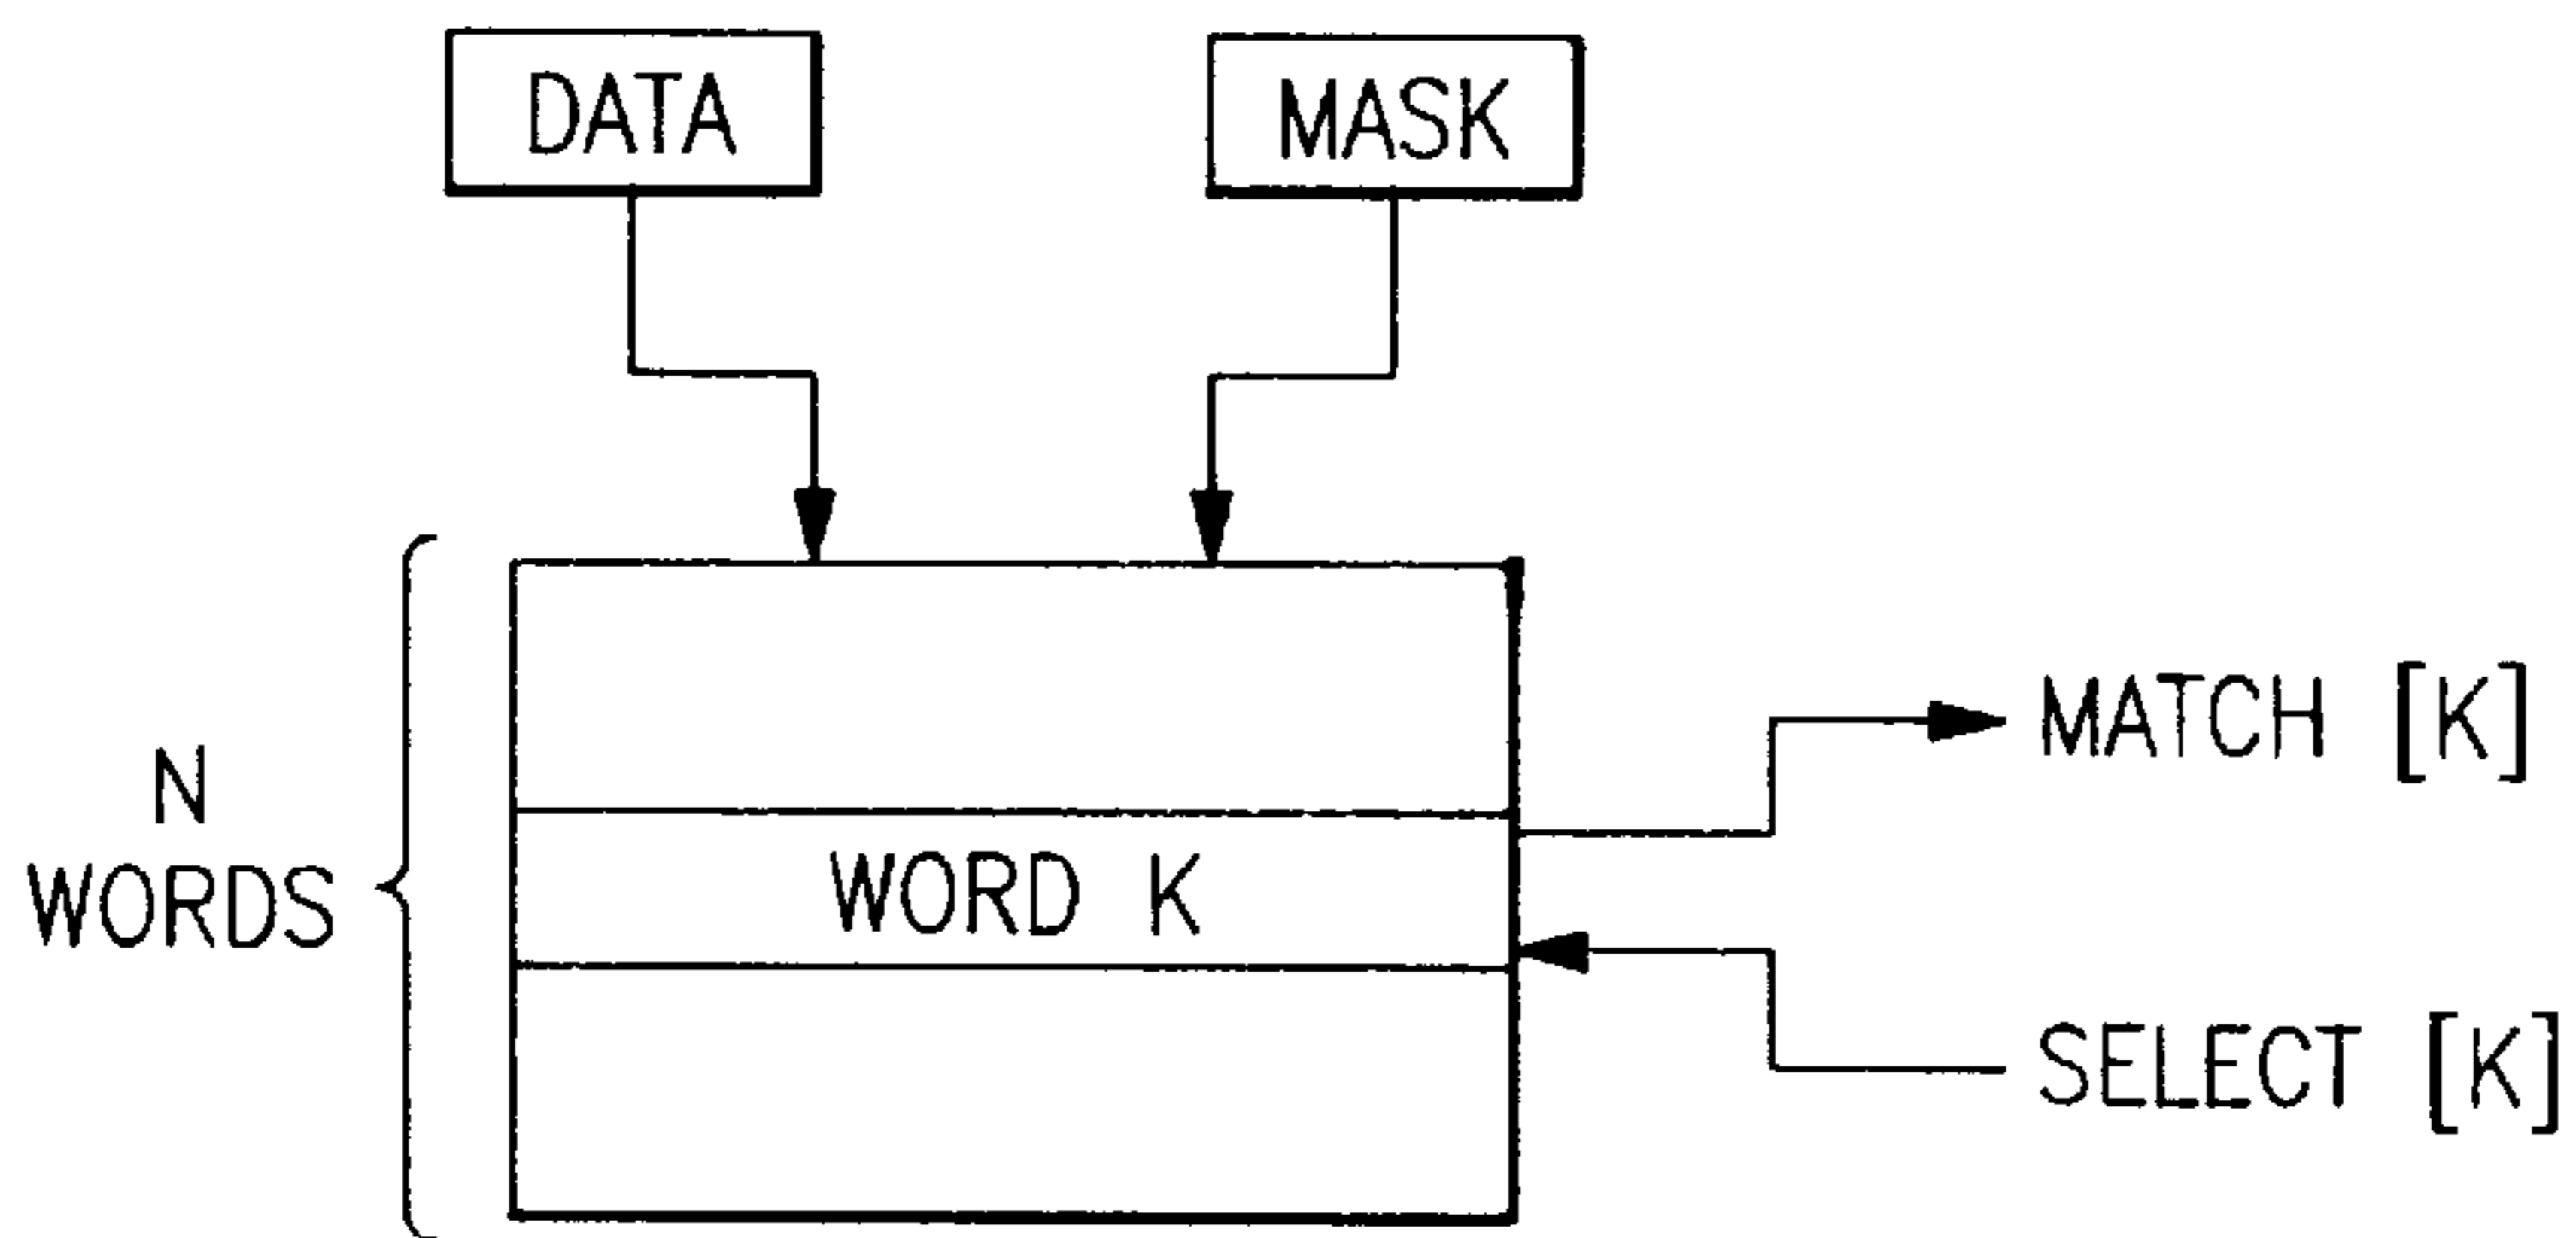 DATA
MASK
N
WORDS
WORD K
MATCH [K]
SELECT [K]